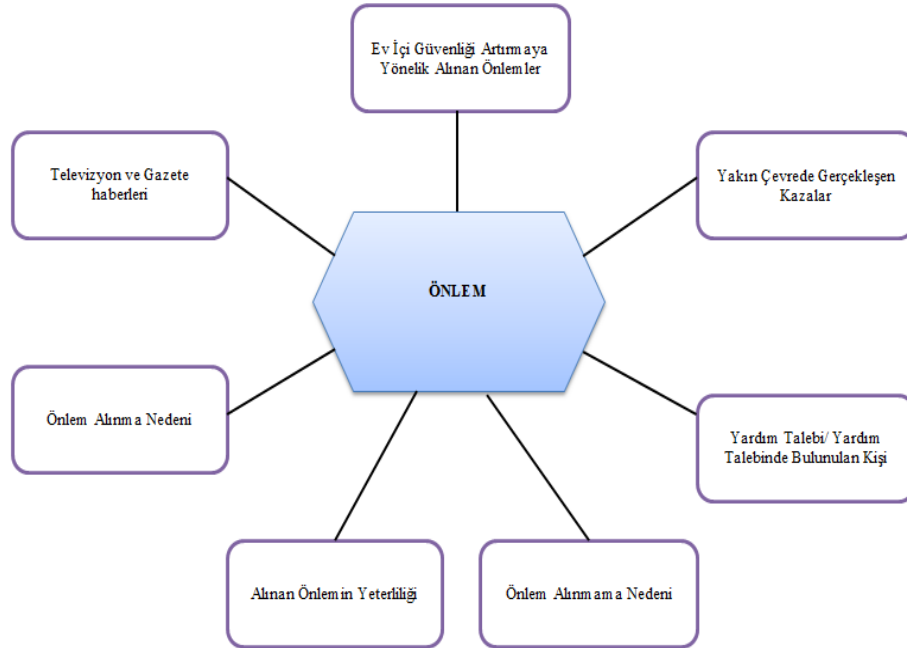 Ev İçi Güvenliği Artırmaya
Yönelik Alınan Önlemler
Televizyon ve Gazete
haberleri
Yakın Çevrede Gerçekleşen
Kazalar
ÖNLEM
Önlem Alınma Nedeni
Yardım Talebi/ Yardım
Talebinde Bulunulan Kişi
Alınan Önlemin Yeterliliği
Önlem Alınmama Nedeni